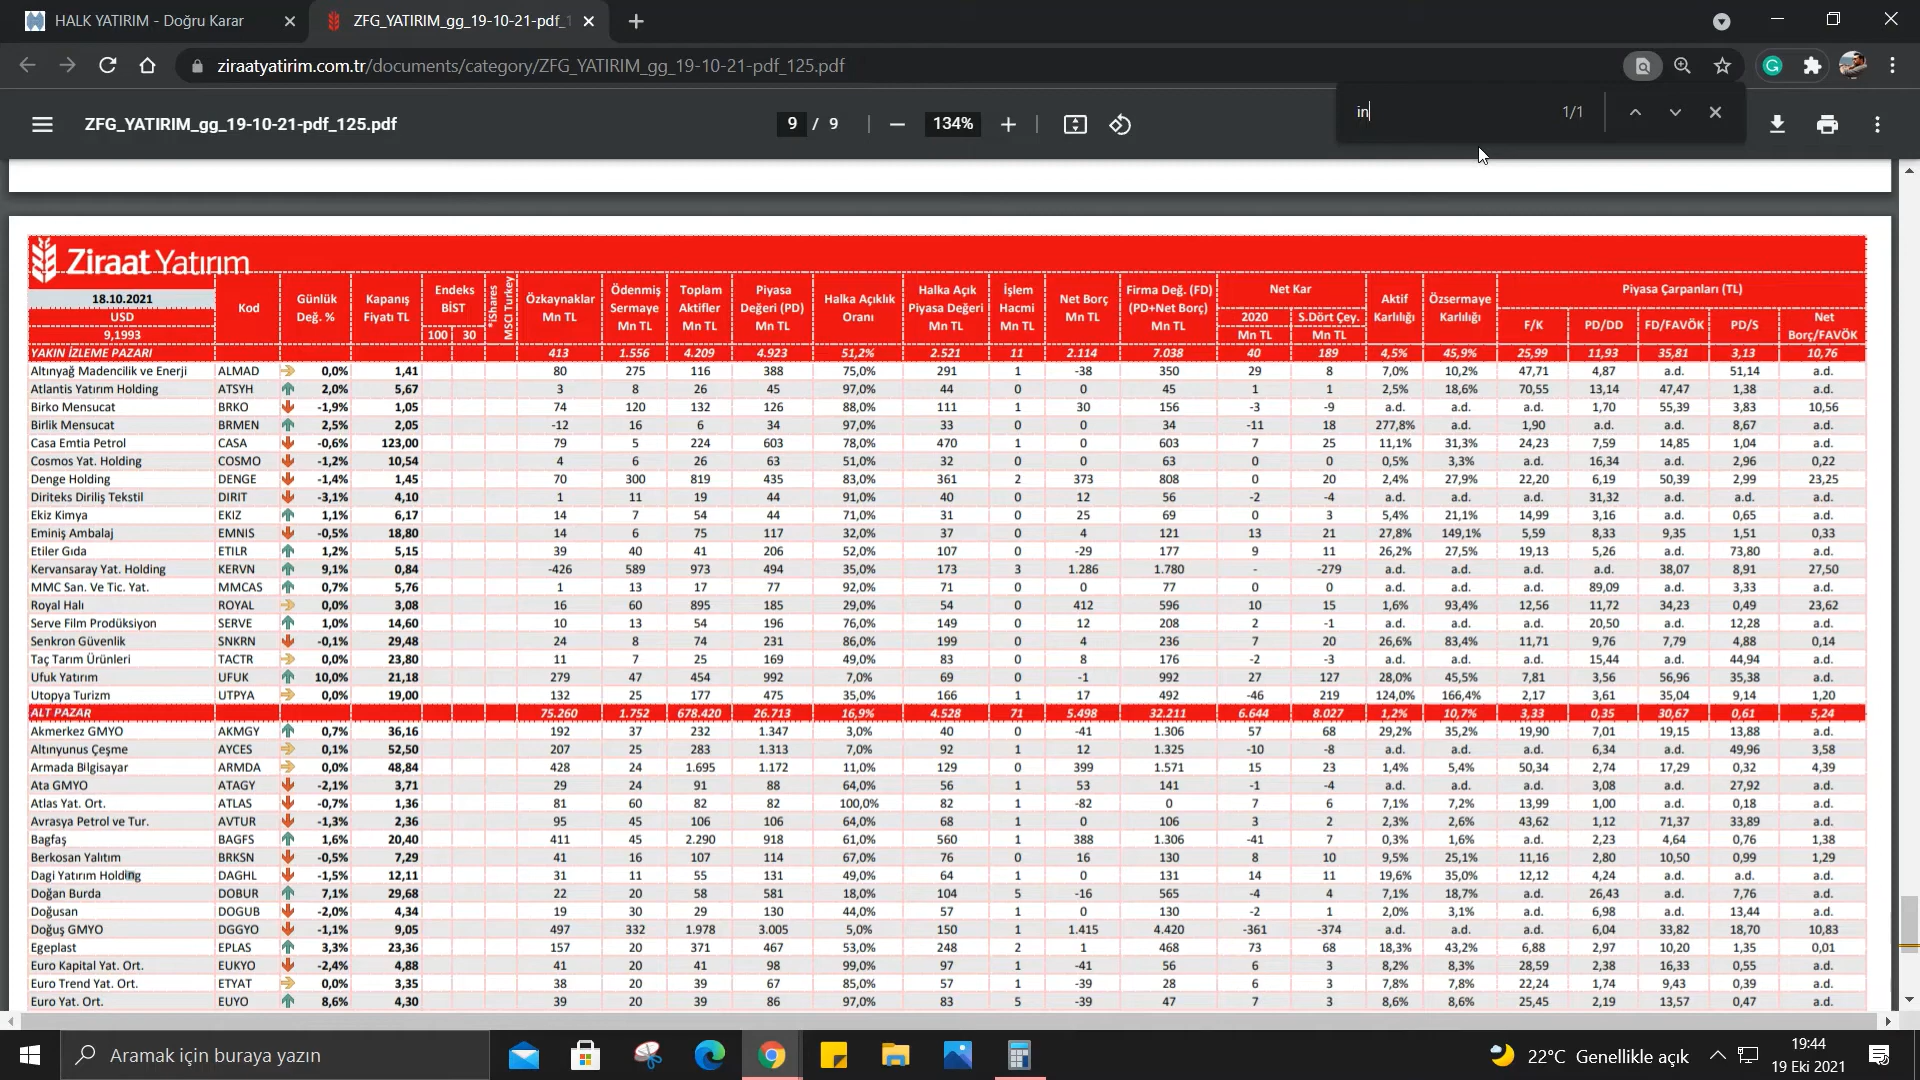 HALK YATIRIM - Doğru Karar
ZFG_YATIRIM_gg_19-10-21-pdf_1
ziraatyatirim.com.tr/documents/category/ZFG_YATIRIM_gg_19-10-21-pdf_125.pdf
in 1/1
ZFG_YATIRIM_gg_19-10-21-pdf_125.pdf 9 / 9 134%
Ziraat Yatırım
18.10.2021
USD
9,1993
Kod
Günlük Değ. %
Kapanış Fiyatı TL
Endeks BİST
100 30
*iShares MSCI Turkey
Özkaynaklar Mn TL
Ödenmiş Sermaye Mn TL
Toplam Aktifler Mn TL
Piyasa Değeri (PD) Mn TL
Halka Açıklık Oranı
Halka Açık Piyasa Değeri Mn TL
İşlem Hacmi Mn TL
Net Borç Mn TL
Firma Değ. (FD) (PD+Net Borç) Mn TL
Net Kar
2020 Mn TL
S.Dört Çey. Mn TL
Aktif Karlılığı
Özsermaye Karlılığı
Piyasa Çarpanları (TL)
F/K PD/DD FD/FAVÖK PD/S Net Borç/FAVÖK
YAKIN İZLEME PAZARI 413 1.556 4.209 4.923 51,2% 2.521 11 2.114 7.038 40 189 4,5% 45,9% 25,99 11,93 35,81 3,13 10,76
Altınyağ Madencilik ve Enerji ALMAD 0,0% 1,41 80 275 116 388 75,0% 291 1 -38 350 29 8 7,0% 10,2% 47,71 4,87 a.d. 51,14 a.d.
Atlantis Yatırım Holding ATSYH 2,0% 5,67 3 8 26 45 97,0% 44 0 0 45 1 1 2,5% 18,6% 70,55 13,14 47,47 1,38 a.d.
Birko Mensucat BRKO -1,9% 1,05 74 120 132 126 88,0% 111 1 30 156 -3 -9 a.d. a.d. a.d. 1,70 55,39 3,83 10,56
Birlik Mensucat BRMEN 2,5% 2,05 -12 16 6 34 97,0% 33 0 0 34 -11 18 277,8% a.d. 1,90 a.d. a.d. 8,67 a.d.
Casa Emtia Petrol CASA -0,6% 123,00 79 5 224 603 78,0% 470 1 0 603 7 25 11,1% 31,3% 24,23 7,59 14,85 1,04 a.d.
Cosmos Yat. Holding COSMO -1,2% 10,54 4 6 26 63 51,0% 32 0 0 63 0 0 0,5% 3,3% a.d. 16,34 a.d. 2,96 0,22
Denge Holding DENGE -1,4% 1,45 70 300 819 435 83,0% 361 2 373 808 0 20 2,4% 27,9% 22,20 6,19 50,39 2,99 23,25
Diriteks Diriliş Tekstil DIRIT -3,1% 4,10 1 11 19 44 91,0% 40 0 12 56 -2 -4 a.d. a.d. a.d. 31,32 a.d. a.d. a.d.
Ekiz Kimya EKIZ 1,1% 6,17 14 7 54 44 71,0% 31 0 25 69 0 3 5,4% 21,1% 14,99 3,16 a.d. 0,65 a.d.
Eminiş Ambalaj EMNIS -0,5% 18,80 14 6 75 117 32,0% 37 0 4 121 13 21 27,8% 149,1% 5,59 8,33 9,35 1,51 0,33
Etiler Gıda ETILR 1,2% 5,15 39 40 41 206 52,0% 107 0 -29 177 9 11 26,2% 27,5% 19,13 5,26 a.d. 73,80 a.d.
Kervansaray Yat. Holding KERVN 9,1% 0,84 -426 589 973 494 35,0% 173 3 1.286 1.780 - -279 a.d. a.d. a.d. a.d. 38,07 8,91 27,50
MMC San. Ve Tic. Yat. MMCAS 0,7% 5,76 1 13 17 77 92,0% 71 0 0 77 0 0 a.d. a.d. a.d. 89,09 a.d. 3,33 a.d.
Royal Halı ROYAL 0,0% 3,08 16 60 895 185 29,0% 54 0 412 596 10 15 1,6% 93,4% 12,56 11,72 34,23 0,49 23,62
Serve Film Prodüksiyon SERVE 1,0% 14,60 10 13 54 196 76,0% 149 0 12 208 2 -1 a.d. a.d. a.d. 20,50 a.d. 12,28 a.d.
Senkron Güvenlik SNKRN -0,1% 29,48 24 8 74 231 86,0% 199 0 4 236 7 20 26,6% 83,4% 11,71 9,76 7,79 4,88 0,14
Taç Tarım Ürünleri TACTR 0,0% 23,80 11 7 25 169 49,0% 83 0 8 176 -2 -3 a.d. a.d. a.d. 15,44 a.d. 44,94 a.d.
Ufuk Yatırım UFUK 10,0% 21,18 279 47 454 992 7,0% 69 0 -1 992 27 127 28,0% 45,5% 7,81 3,56 56,96 35,38 a.d.
Utopya Turizm UTPYA 0,0% 19,00 132 25 177 475 35,0% 166 1 17 492 -46 219 124,0% 166,4% 2,17 3,61 35,04 9,14 1,20
ALT PAZAR 75.260 1.752 678.420 26.713 16,9% 4.528 71 5.498 32.211 6.644 8.027 1,2% 10,7% 3,33 0,35 30,67 0,61 5,24
Akmerkez GMYO AKMGY 0,7% 36,16 192 37 232 1.347 3,0% 40 0 -41 1.306 57 68 29,2% 35,2% 19,90 7,01 19,15 13,88 a.d.
Altınyunus Çeşme AYCES 0,1% 52,50 207 25 283 1.313 7,0% 92 1 12 1.325 -10 -8 a.d. a.d. a.d. 6,34 a.d. 49,96 3,58
Armada Bilgisayar ARMDA 0,0% 48,84 428 24 1.695 1.172 11,0% 129 0 399 1.571 15 23 1,4% 5,4% 50,34 2,74 17,29 0,32 4,39
Ata GMYO ATAGY -2,1% 3,71 29 24 91 88 64,0% 56 1 53 141 -1 -4 a.d. a.d. a.d. 3,08 a.d. 27,92 a.d.
Atlas Yat. Ort. ATLAS -0,7% 1,36 81 60 82 82 100,0% 82 1 -82 0 7 6 7,1% 7,2% 13,99 1,00 a.d. 0,18 a.d.
Avrasya Petrol ve Tur. AVTUR -1,3% 2,36 95 45 106 106 64,0% 68 1 0 106 3 2 2,3% 2,6% 43,62 1,12 71,37 33,89 a.d.
Bagfaş BAGFS 1,6% 20,40 411 45 2.290 918 61,0% 560 1 388 1.306 -41 7 0,3% 1,6% a.d. 2,23 4,64 0,76 1,38
Berkosan Yalıtım BRKSN -0,5% 7,29 41 16 107 114 67,0% 76 0 16 130 8 10 9,5% 25,1% 11,16 2,80 10,50 0,99 1,29
Dagi Yatırım Holding DAGHL -1,5% 12,11 31 11 55 131 49,0% 64 1 0 131 14 11 19,6% 35,0% 12,12 4,24 a.d. a.d. a.d.
Doğan Burda DOBUR 7,1% 29,68 22 20 58 581 18,0% 104 5 -16 565 -4 4 7,1% 18,7% a.d. 26,43 a.d. 7,76 a.d.
Doğusan DOGUB -2,0% 4,34 19 30 29 130 44,0% 57 1 0 130 -2 1 2,0% 3,1% a.d. 6,98 a.d. 13,44 a.d.
Doğuş GMYO DGGYO -1,1% 9,05 497 332 1.978 3.005 5,0% 150 1 1.415 4.420 -361 -374 a.d. a.d. a.d. 6,04 33,82 18,70 10,83
Egeplast EPLAS 3,3% 23,36 157 20 371 467 53,0% 248 2 1 468 73 68 18,3% 43,2% 6,88 2,97 10,20 1,35 0,01
Euro Kapital Yat. Ort. EUKYO -2,4% 4,88 41 20 41 98 99,0% 97 1 -41 56 6 3 8,2% 8,3% 28,59 2,38 16,33 0,55 a.d.
Euro Trend Yat. Ort. ETYAT 0,0% 3,35 38 20 39 67 85,0% 57 1 -39 28 6 3 7,8% 7,8% 22,24 1,74 9,43 0,39 a.d.
Euro Yat. Ort. EUYO 8,6% 4,30 39 20 39 86 97,0% 83 5 -39 47 7 3 8,6% 8,6% 25,45 2,19 13,57 0,47 a.d.
Aramak için buraya yazın
22°C Genellikle açık
19:44
19 Eki 2021